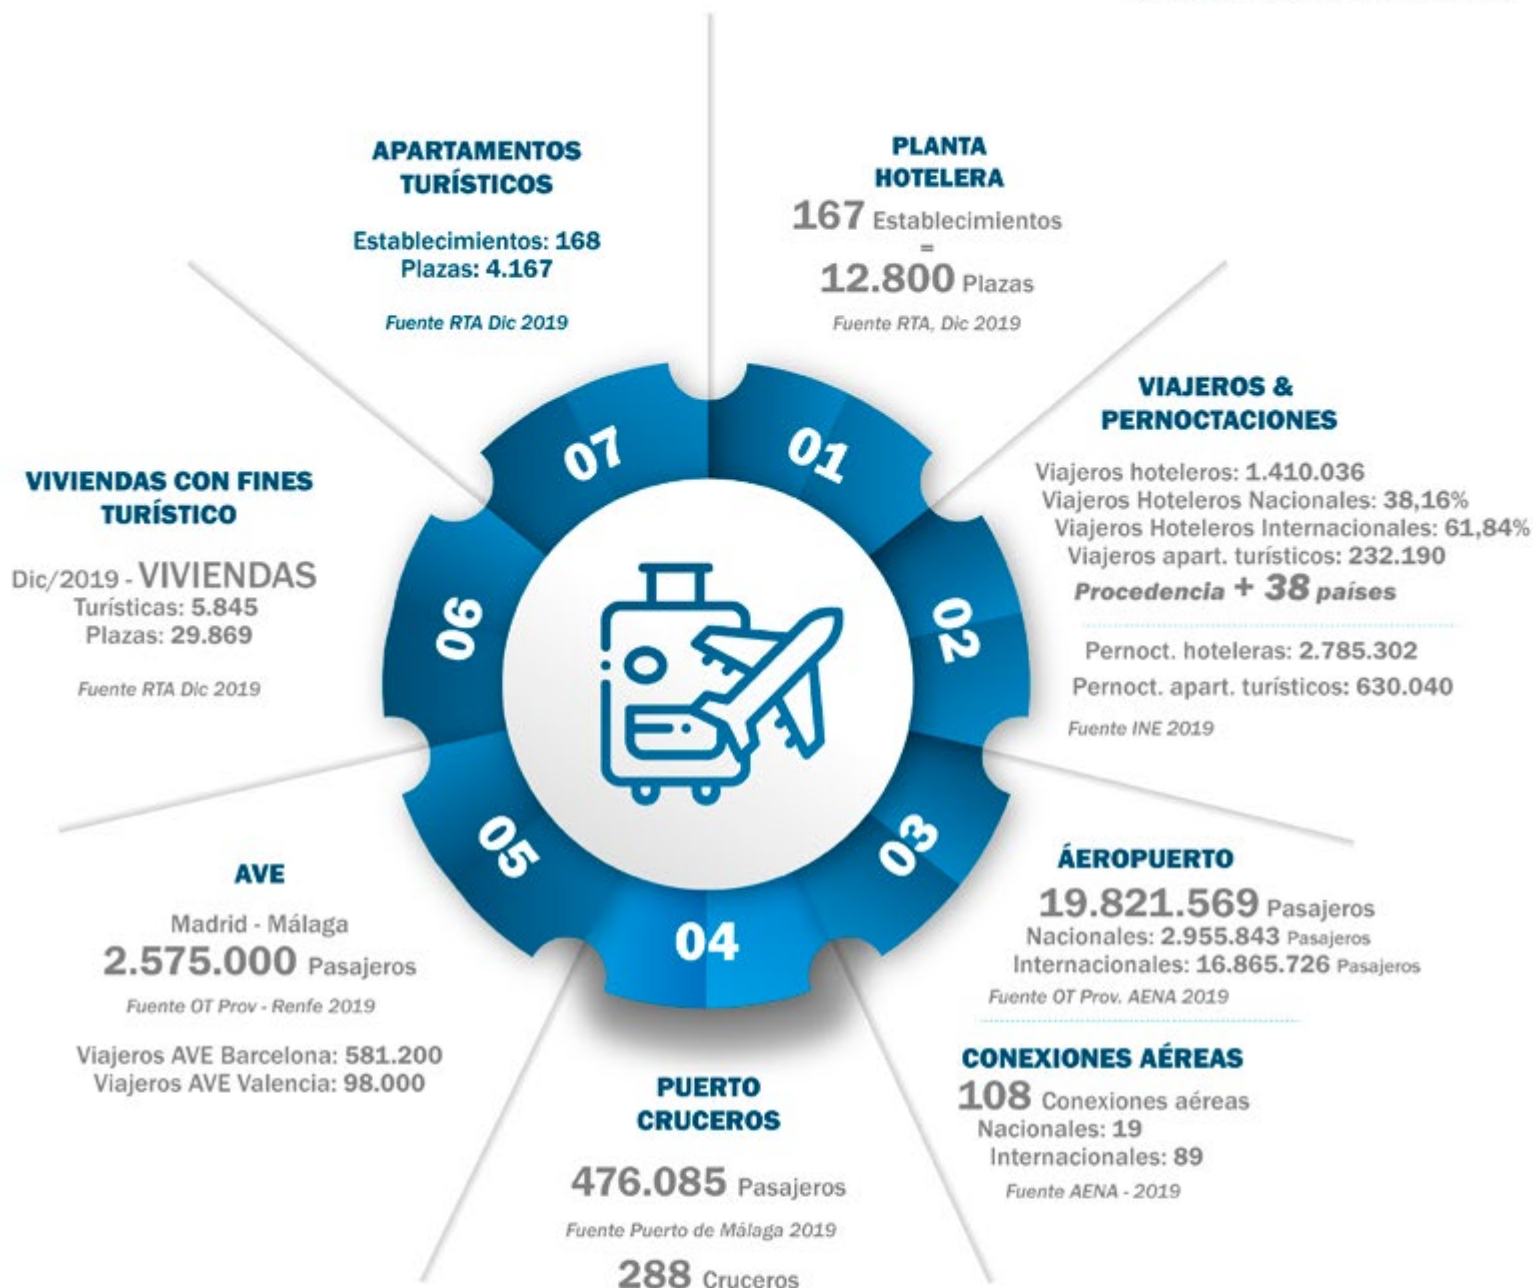 PLANTA
HOTELERA
167 Establecimientos
=
12.800 Plazas
Fuente RTA, Dic 2019
01
VIAJEROS &
PERNOCTACIONES
Viajeros hoteleros: 1.410.036
Viajeros Hoteleros Nacionales: 38,16%
Viajeros Hoteleros Internacionales: 61,84%
Viajeros apart. turísticos: 232.190
Procedencia + 38 países
Pernoct. hoteleras: 2.785.302
Pernoct. apart. turísticos: 630.040
Fuente INE 2019
02
ÁEROPUERTO
19.821.569 Pasajeros
Nacionales: 2.955.843 Pasajeros
Internacionales: 16.865.726 Pasajeros
Fuente OT Prov. AENA 2019
CONEXIONES AÉREAS
108 Conexiones aéreas
Nacionales: 19
Internacionales: 89
Fuente AENA - 2019
03
04
PUERTO
CRUCEROS
476.085 Pasajeros
Fuente Puerto de Málaga 2019
288 Cruceros
05
AVE
Madrid - Málaga
2.575.000 Pasajeros
Fuente OT Prov - Renfe 2019
Viajeros AVE Barcelona: 581.200
Viajeros AVE Valencia: 98.000
06
VIVIENDAS CON FINES
TURÍSTICO
Dic/2019 - VIVIENDAS
Turísticas: 5.845
Plazas: 29.869
Fuente RTA Dic 2019
07
APARTAMENTOS
TURÍSTICOS
Establecimientos: 168
Plazas: 4.167
Fuente RTA Dic 2019